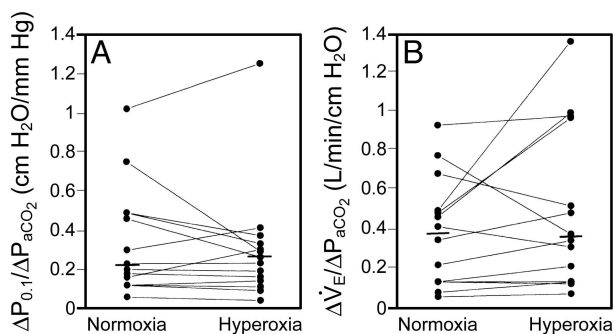 A
ΔP0.1/ΔPaCO2 (cm H2O/mm Hg)
1.4
1.2
1
0.8
0.6
0.4
0.2
0
Normoxia Hyperoxia
B
ΔV̇E/ΔPaCO2 (L/min/cm H2O)
1.4
1.2
1
0.8
0.6
0.4
0.2
0
Normoxia Hyperoxia